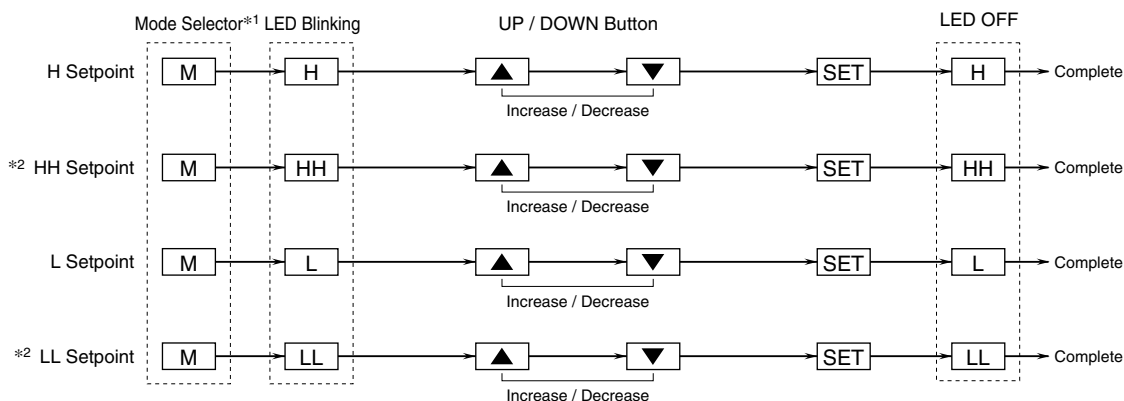 Mode Selector*1 LED Blinking UP / DOWN Button LED OFF
H Setpoint M H ▲ ▼ SET H Complete
Increase / Decrease
*2 HH Setpoint M HH ▲ ▼ SET HH Complete
Increase / Decrease
L Setpoint M L ▲ ▼ SET L Complete
Increase / Decrease
*2 LL Setpoint M LL ▲ ▼ SET LL Complete
Increase / Decrease